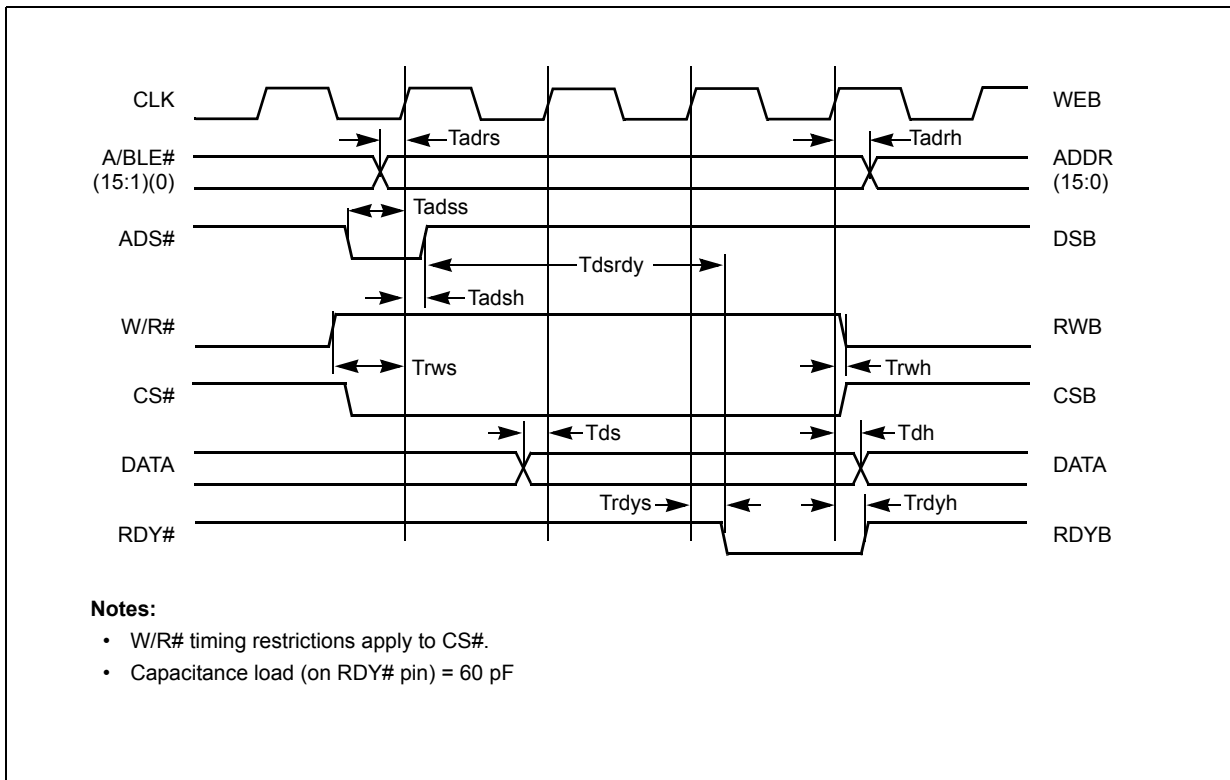 CLK WEB
Tadrs Tadrh
A/BLE# ADDR
(15:1)(0) (15:0)
Tadss
ADS# DSB
Tdsrdy
Tadsh
W/R# RWB
Trws Trwh
CS# CSB
Tds Tdh
DATA DATA
Trdys Trdyh
RDY# RDYB
Notes:
• W/R# timing restrictions apply to CS#.
• Capacitance load (on RDY# pin) = 60 pF